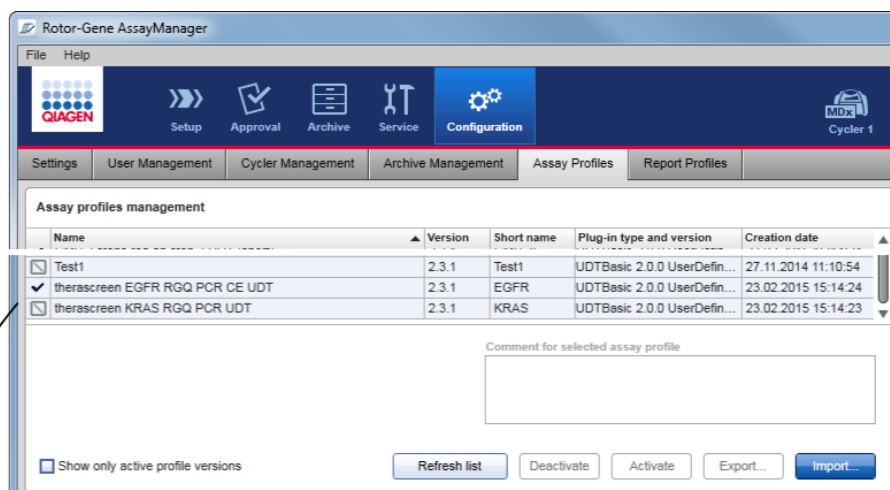 Rotor-Gene AssayManager
File Help
QIAGEN
Setup Approval Archive Service Configuration
MDx
Cycler 1
Settings User Management Cycler Management Archive Management Assay Profiles Report Profiles
Assay profiles management
Name Version Short name Plug-in type and version Creation date
Test1 2.3.1 Test1 UDTBasic 2.0.0 UserDefin... 27.11.2014 11:10:54
therascreen EGFR RGQ PCR CE UDT 2.3.1 EGFR UDTBasic 2.0.0 UserDefin... 23.02.2015 15:14:24
therascreen KRAS RGQ PCR UDT 2.3.1 KRAS UDTBasic 2.0.0 UserDefin... 23.02.2015 15:14:23
Comment for selected assay profile
Show only active profile versions Refresh list Deactivate Activate Export... Import...